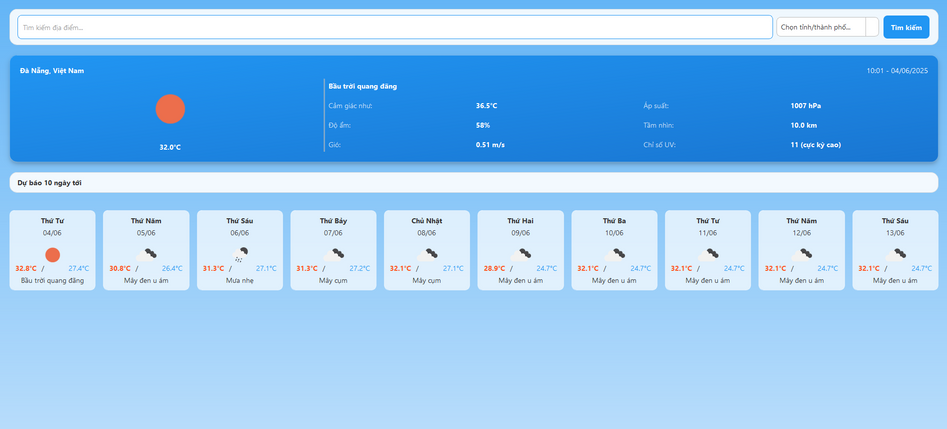 Tìm kiếm địa điểm...
Chọn tỉnh/thành phố...
Tìm kiếm
Đà Nẵng, Việt Nam
10:01 - 04/06/2025
32.0°C
Bầu trời quang đãng
Cảm giác như: 36.5°C Áp suất: 1007 hPa
Độ ẩm: 58% Tầm nhìn: 10.0 km
Gió: 0.51 m/s Chỉ số UV: 11 (cực kỳ cao)
Dự báo 10 ngày tới
Thứ Tư
04/06
32.8°C / 27.4°C
Bầu trời quang đãng
Thứ Năm
05/06
30.8°C / 26.4°C
Mây đen u ám
Thứ Sáu
06/06
31.3°C / 27.1°C
Mưa nhẹ
Thứ Bảy
07/06
31.3°C / 27.2°C
Mây cụm
Chủ Nhật
08/06
32.1°C / 27.1°C
Mây cụm
Thứ Hai
09/06
28.9°C / 24.7°C
Mây đen u ám
Thứ Ba
10/06
32.1°C / 24.7°C
Mây đen u ám
Thứ Tư
11/06
32.1°C / 24.7°C
Mây đen u ám
Thứ Năm
12/06
32.1°C / 24.7°C
Mây đen u ám
Thứ Sáu
13/06
32.1°C / 24.7°C
Mây đen u ám